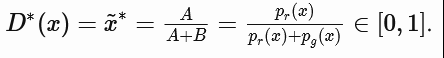 D*(x) = x̃* = A/(A+B) = p_r(x)/(p_r(x)+p_g(x)) ∈ [0, 1].